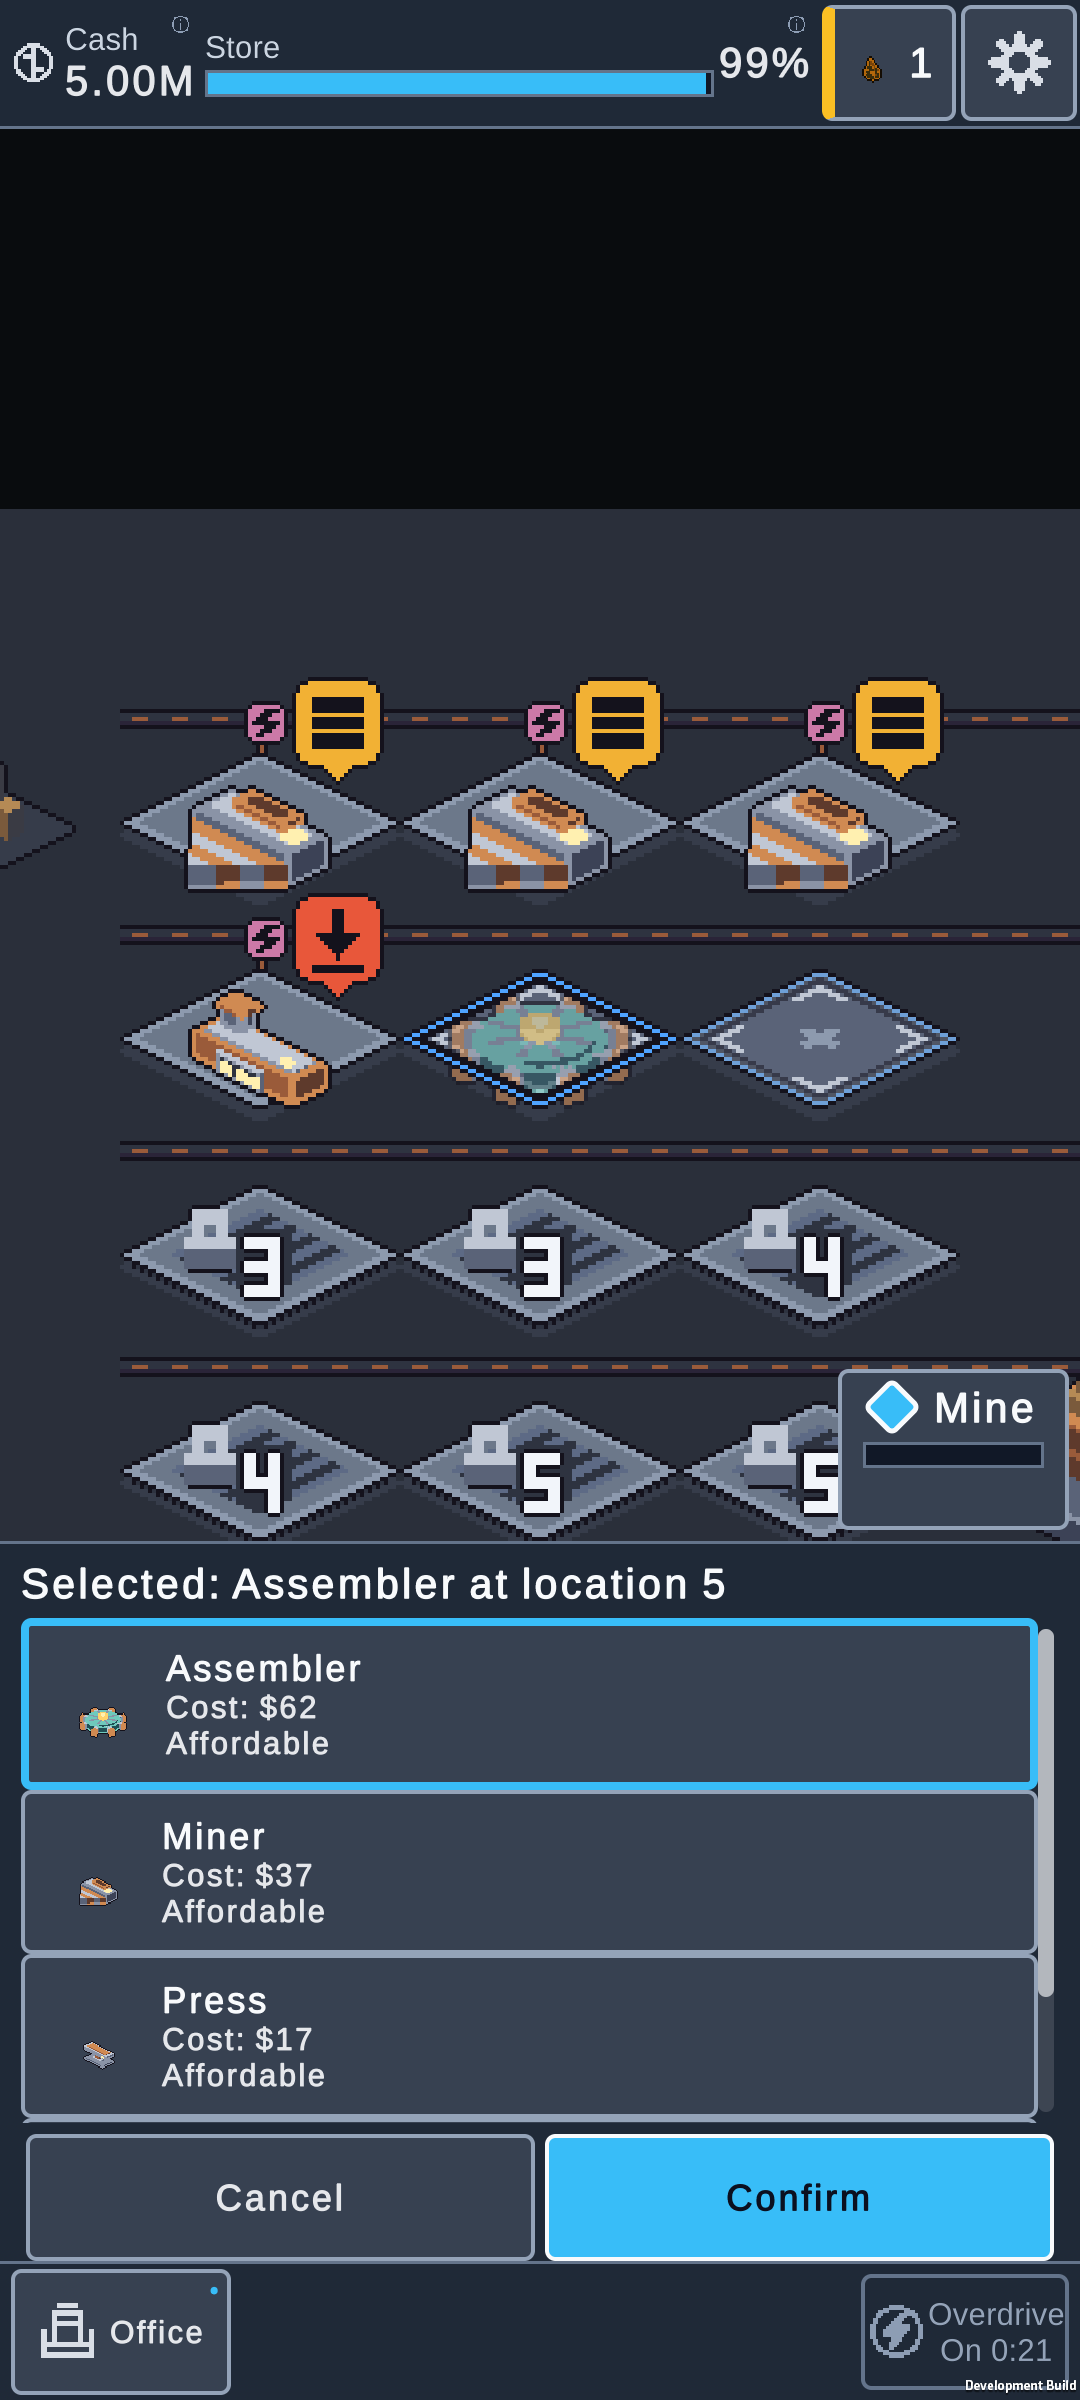 Cash
5.00M
Store
99%
1
3
3
4
4
5
5
Mine
Selected: Assembler at location 5
Assembler
Cost: $62
Affordable
Miner
Cost: $37
Affordable
Press
Cost: $17
Affordable
Cancel
Confirm
Office
Overdrive
On 0:21
Development Build